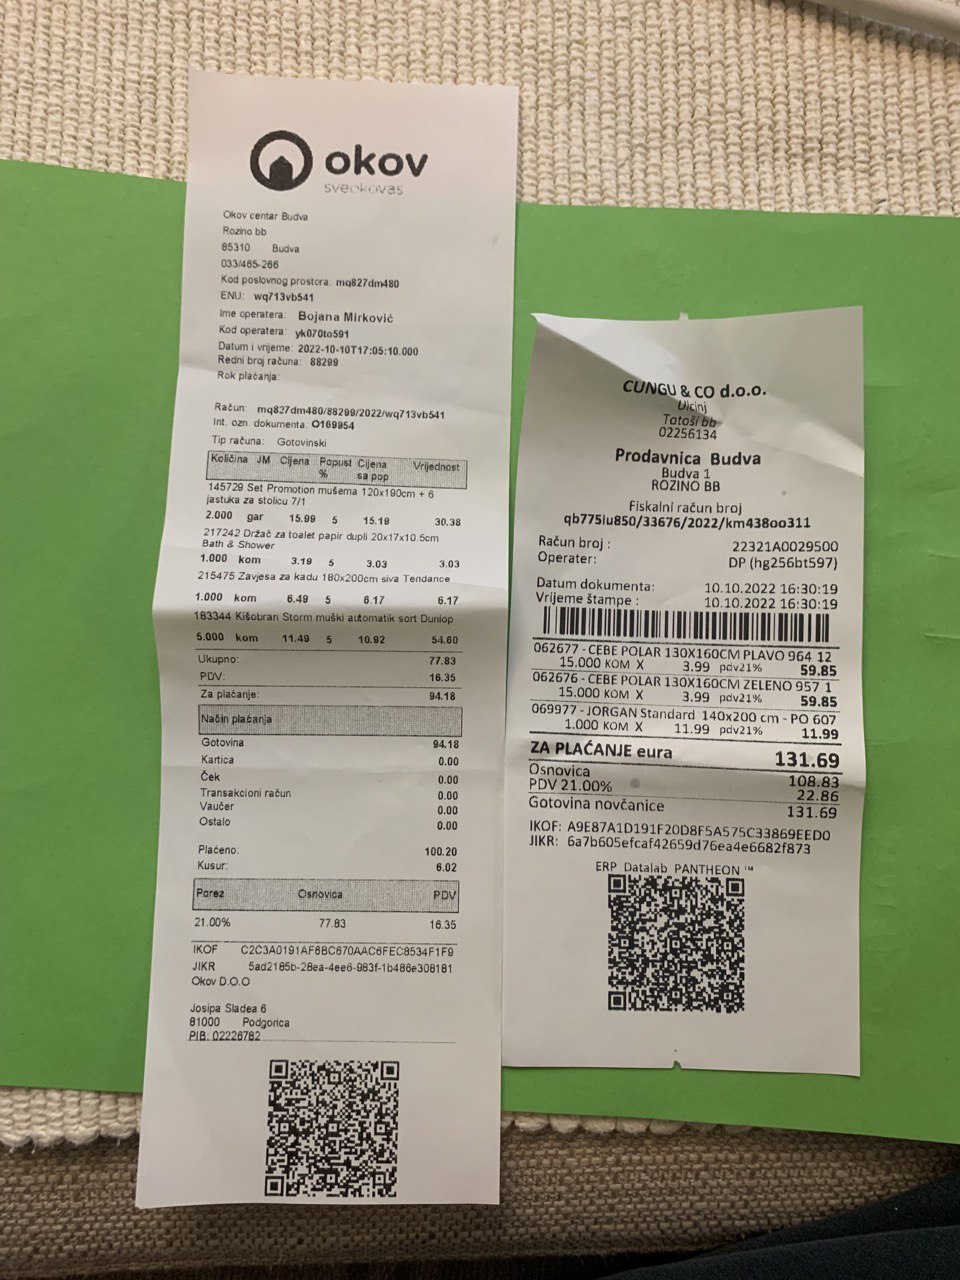 okov
sveokovas
Okov centar Budva
Rozino bb
85310 Budva
033/465-266
Kod poslovnog prostora: mq827dm480
ENU: wq713vb541
Ime operatera: Bojana Mirković
Kod operatera: yk070to591
Datum i vrijeme: 2022-10-10T17:05:10.000
Redni broj računa: 88299
Rok plaćanja:
Račun: mq827dm480/88299/2022/wq713vb541
Int. ozn. dokumenta: O169954
Tip računa: Gotovinski
Količina JM Cijena Popust Cijena Vrijednost
% sa pop
145729 Set Promotion mušema 120x190cm + 6
jastuka za stolicu 7/1
2.000 gar 15.99 5 15.19 30.38
217242 Držač za toalet papir dupli 20x17x10.5cm
Bath & Shower
1.000 kom 3.19 5 3.03 3.03
215475 Zavjesa za kadu 180x200cm siva Tendance
1.000 kom 6.49 5 6.17 6.17
183344 Kišobran Storm muški automatik sort Dunlop
5.000 kom 11.49 5 10.92 54.60
Ukupno: 77.83
PDV: 16.35
Za plaćanje: 94.18
Način plaćanja
Gotovina 94.18
Kartica 0.00
Ček 0.00
Transakcioni račun 0.00
Vaučer 0.00
Ostalo 0.00
Plaćeno: 100.20
Kusur: 6.02
Porez Osnovica PDV
21.00% 77.83 16.35
IKOF C2C3A0191AF6BC670AAC6FEC8534F1F9
JIKR 5ad2185b-28ea-4ee6-983f-1b486e308181
Okov D.O.O
Josipa Sladea 6
81000 Podgorica
PIB: 02226782
CUNGU & CO d.o.o.
Ulcinj
Totoši bb
02256134
Prodavnica Budva
Budva 1
ROZINO BB
Fiskalni račun broj
qb775iu850/33676/2022/km438oo311
Račun broj : 22321A0029500
Operater: DP (hg256bt597)
Datum dokumenta: 10.10.2022 16:30:19
Vrijeme štampe : 10.10.2022 16:30:19
062677 - CEBE POLAR 130X160CM PLAVO 964 12
15.000 KOM X 3.99 pdv21% 59.85
062676 - CEBE POLAR 130X160CM ZELENO 957 1
15.000 KOM X 3.99 pdv21% 59.85
069977 - JORGAN Standard 140x200 cm - PO 607
1.000 KOM X 11.99 pdv21% 11.99
ZA PLAĆANJE eura 131.69
Osnovica 108.83
PDV 21.00% 22.86
Gotovina novčanice 131.69
IKOF: A9E87A1D191F20D8F5A575C33869EED0
JIKR: 6a7b605efcaf42659d76ea4e6682f873
ERP Datalab PANTHEON ™